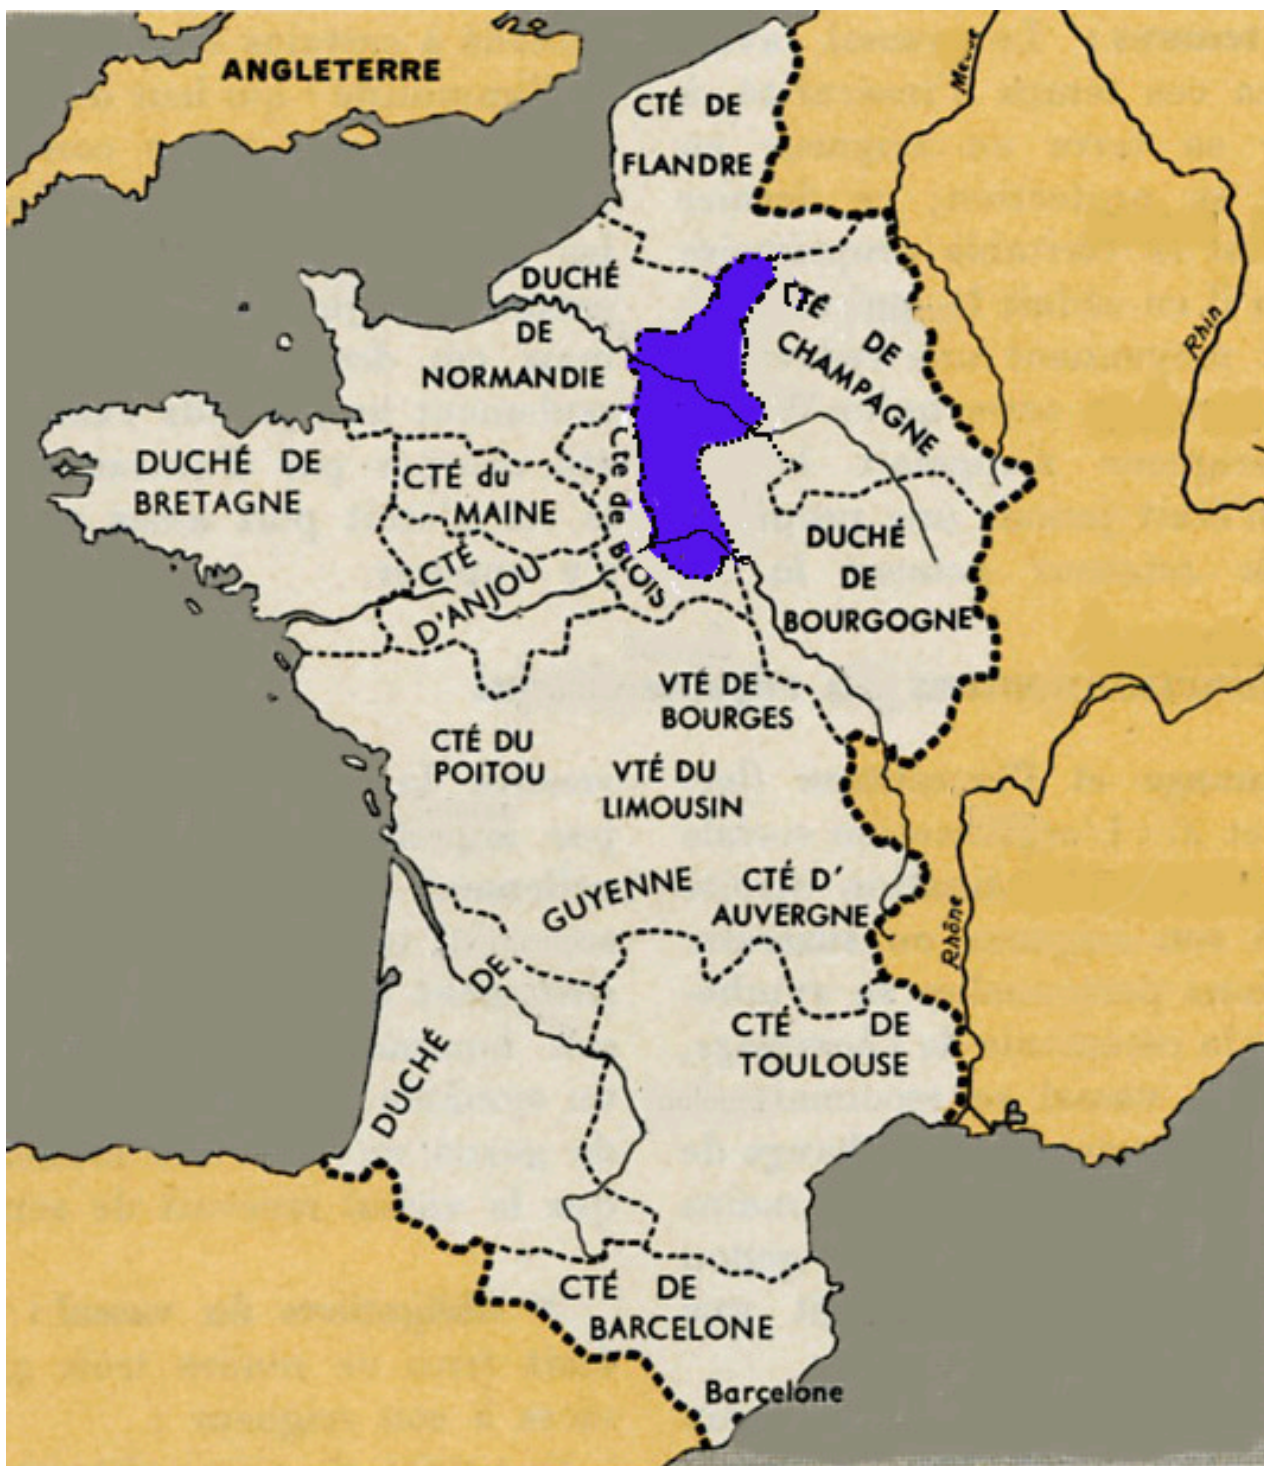 ANGLETERRE
Meuse
CTÉ DE
FLANDRE
Rhin
DUCHÉ
DE
NORMANDIE
CTÉ DE
CHAMPAGNE
DUCHÉ DE
BRETAGNE
CTÉ du
MAINE
Cte de
BLOIS
CTÉ
D'ANJOU
DUCHÉ
DE
BOURGOGNE
VTÉ DE
BOURGES
CTÉ DU
POITOU
VTÉ DU
LIMOUSIN
CTÉ D'
AUVERGNE
DUCHÉ DE GUYENNE
Rhône
CTÉ DE
TOULOUSE
CTÉ DE
BARCELONE
Barcelone